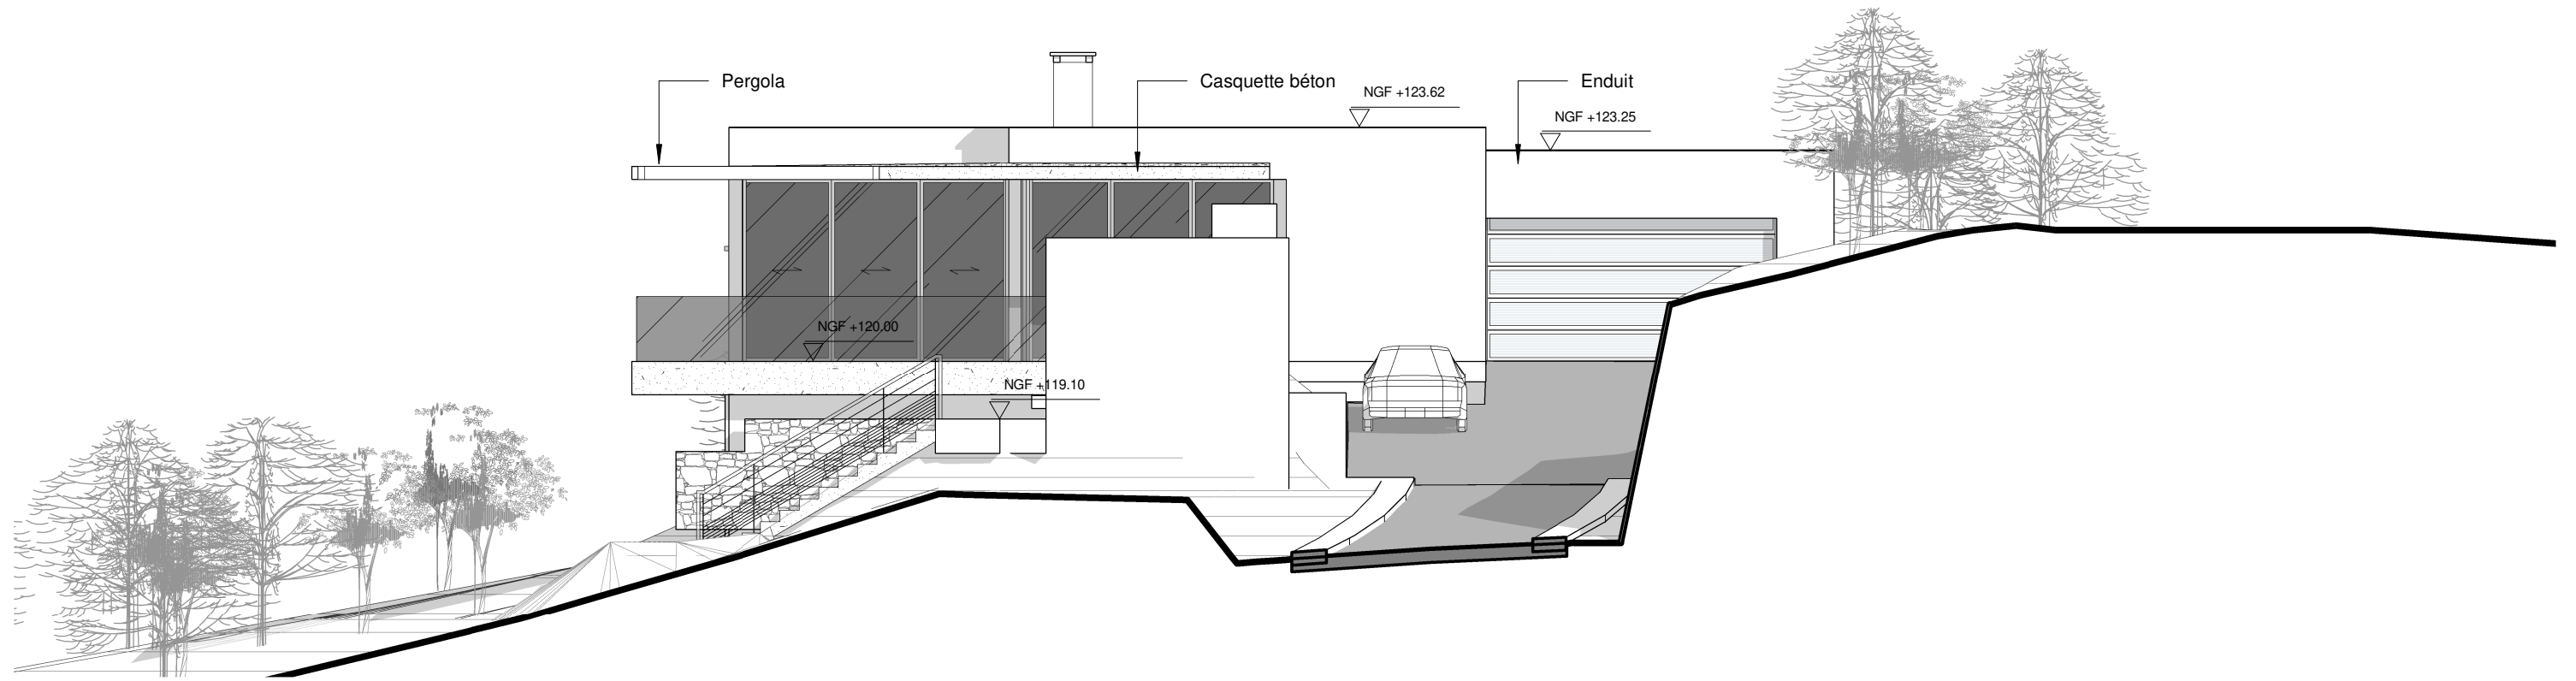 Pergola
Casquette béton
Enduit
NGF +123.62
NGF +123.25
NGF +120.00
NGF +119.10